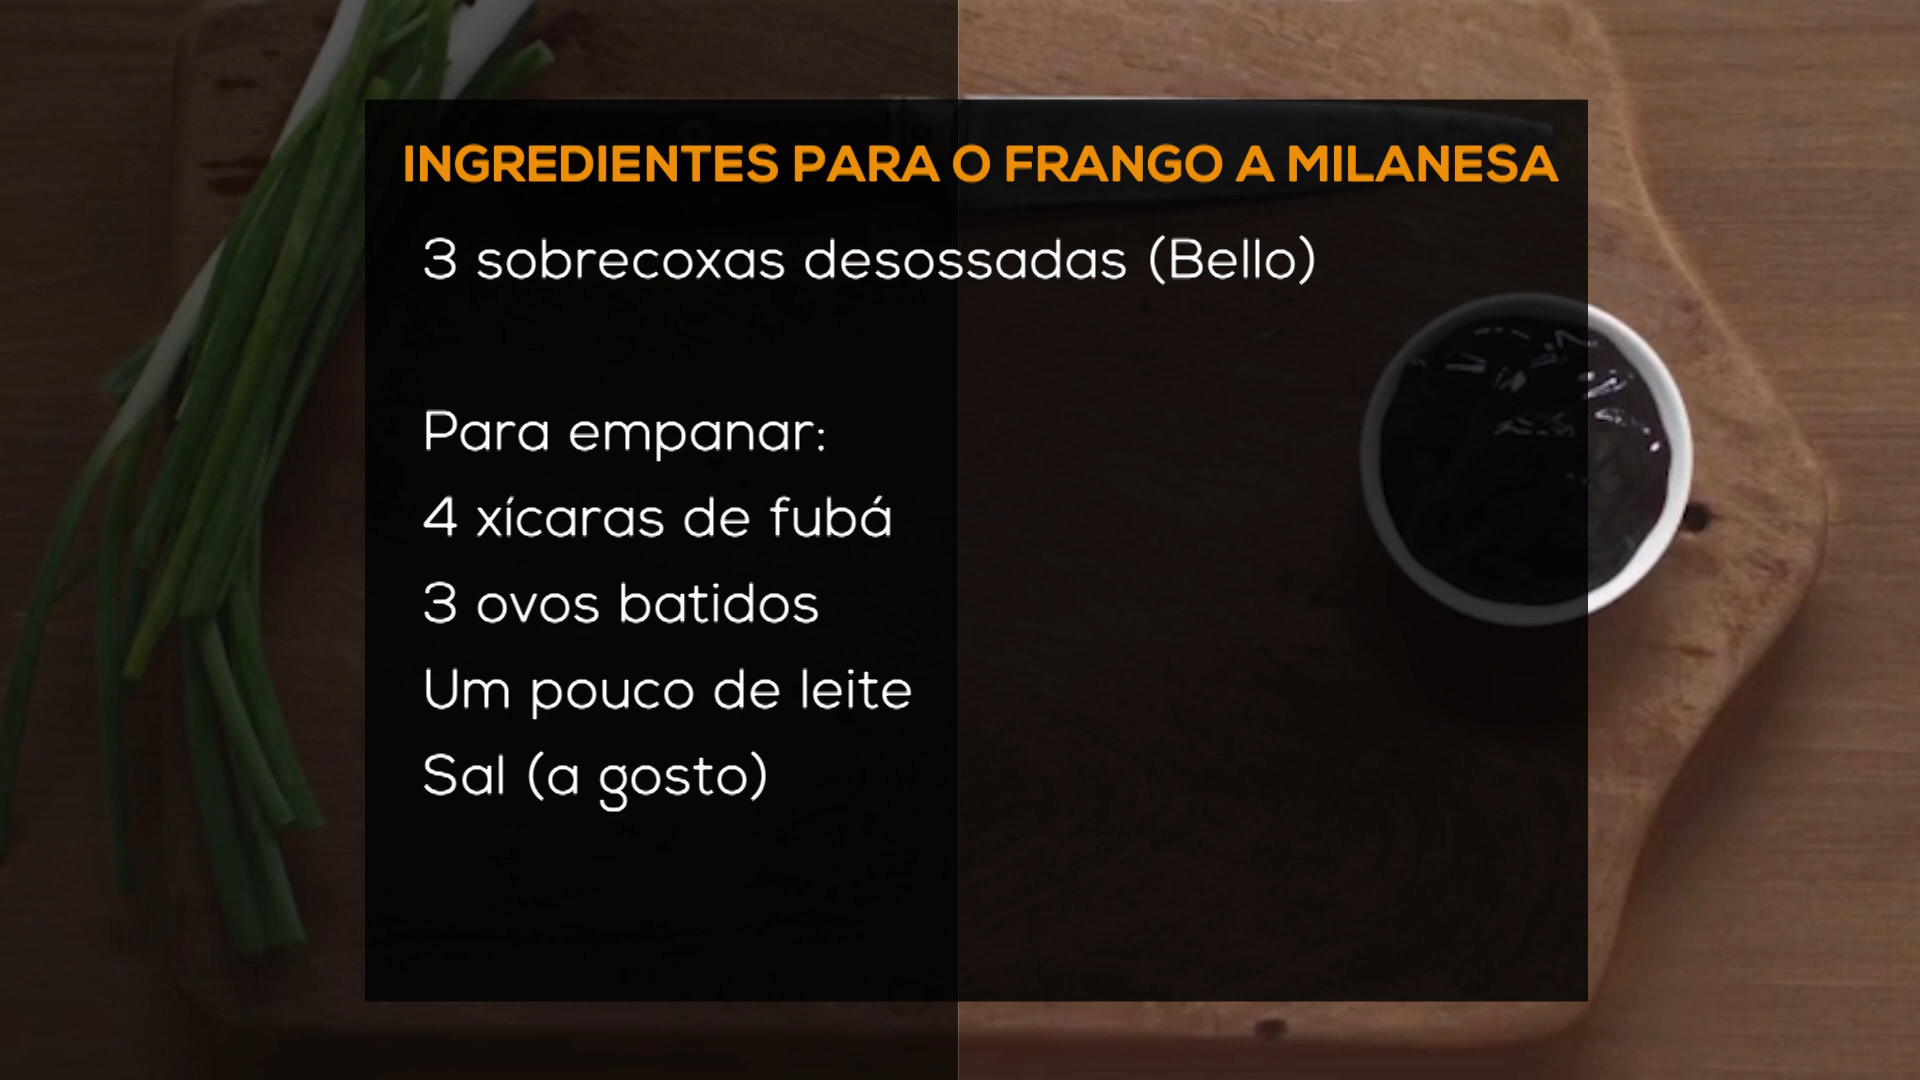 INGREDIENTES PARA O FRANGO A MILANESA
3 sobrecoxas desossadas (Bello)
Para empanar:
4 xícaras de fubá
3 ovos batidos
Um pouco de leite
Sal (a gosto)